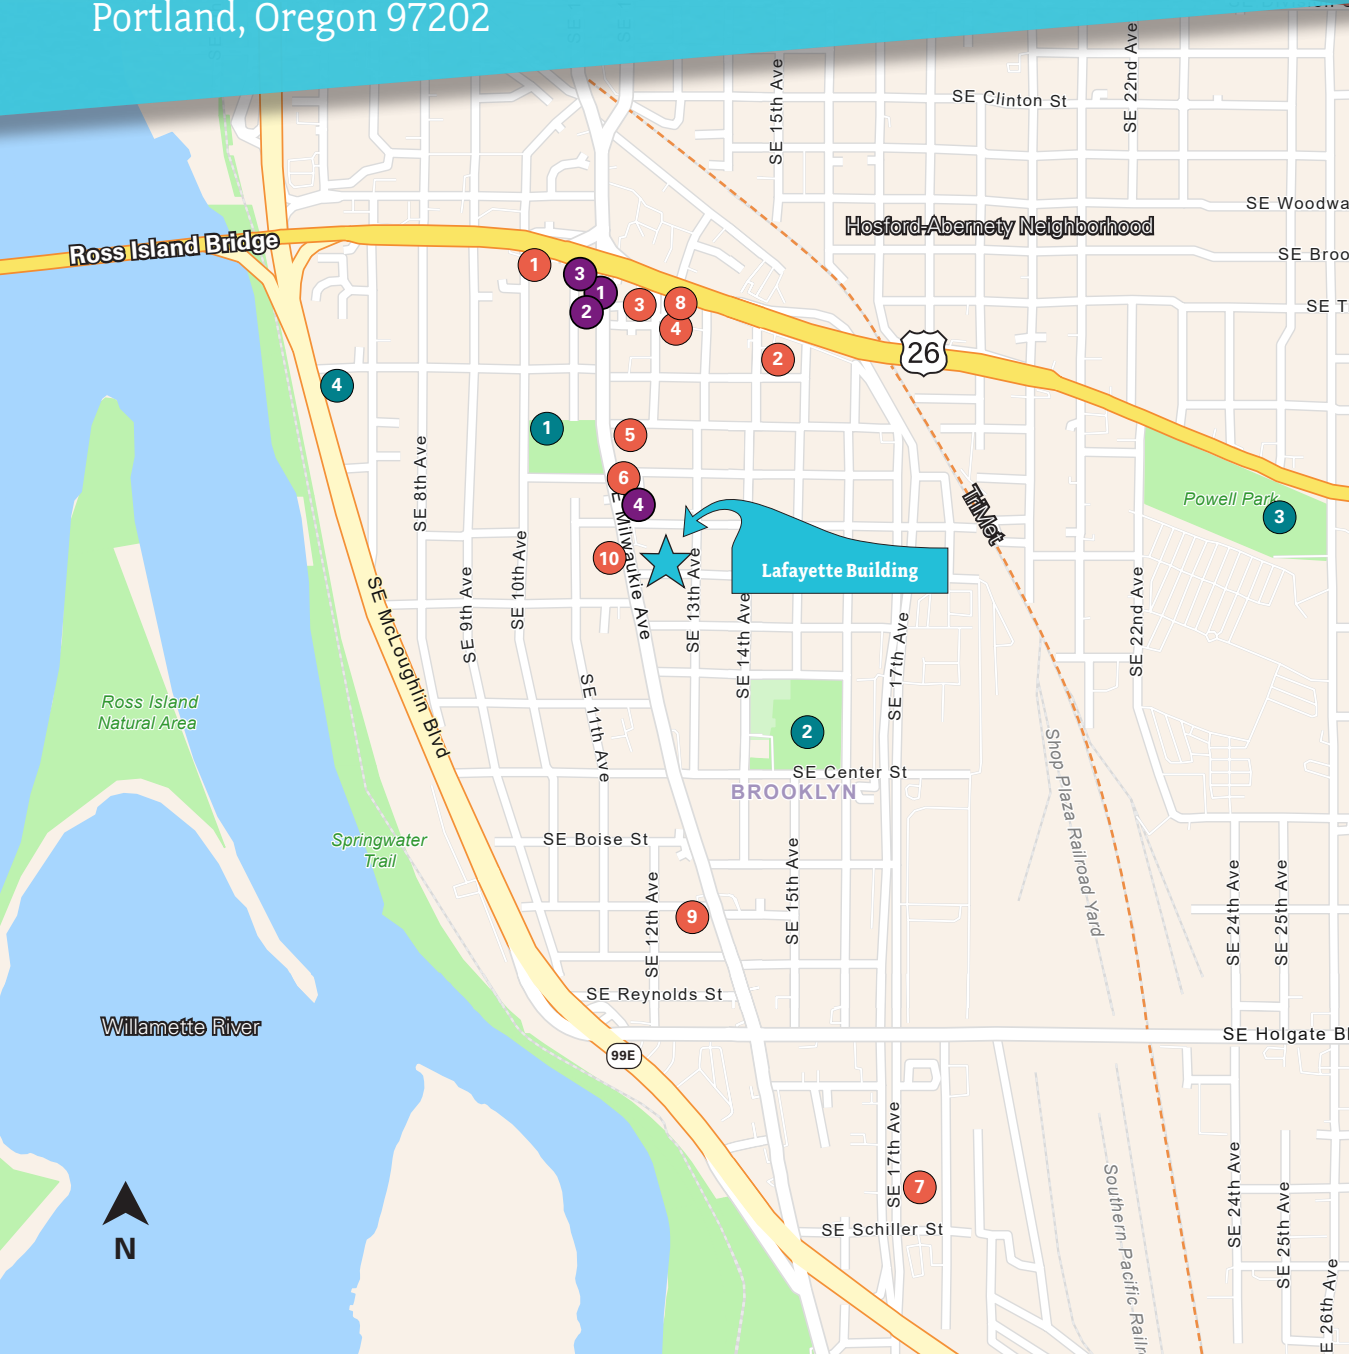 Portland, Oregon 97202
SE 15th Ave
SE Clinton St
SE 22nd Ave
SE Woodwa
Hosford-Abernety Neighborhood
Ross Island Bridge
SE Broo
1
3
1
2
3
8
4
SE T
2
26
4
1
5
6
4
SE 8th Ave
Powell Park
3
TriMet
10
E Milwaukie Ave
Lafayette Building
SE 10th Ave
SE 9th Ave
SE 13th Ave
SE 14th Ave
SE 17th Ave
SE 22nd Ave
SE McLoughlin Blvd
SE 11th Ave
Ross Island
Natural Area
2
SE Center St
BROOKLYN
Shop Plaza Railroad Yard
Springwater
Trail
SE Boise St
SE 12th Ave
SE 15th Ave
SE 24th Ave
SE 25th Ave
9
SE Reynolds St
Willamette River
SE Holgate Bl
99E
SE 17th Ave
7
SE Schiller St
SE 24th Ave
SE 25th Ave
E 26th Ave
Southern Pacific Railr
N